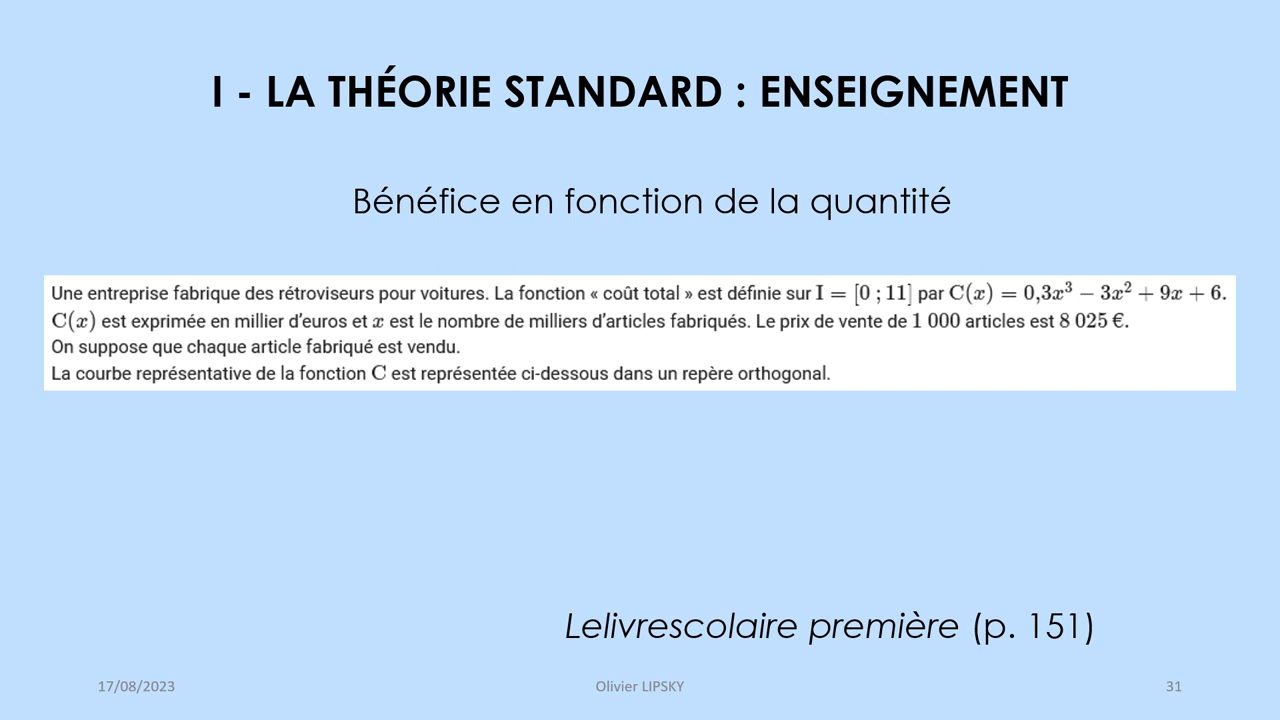 I - LA THÉORIE STANDARD : ENSEIGNEMENT
Bénéfice en fonction de la quantité
Une entreprise fabrique des rétroviseurs pour voitures. La fonction « coût total » est définie sur I = [0 ; 11] par C(x) = 0,3x³ − 3x² + 9x + 6.
C(x) est exprimée en millier d’euros et x est le nombre de milliers d’articles fabriqués. Le prix de vente de 1 000 articles est 8 025 €.
On suppose que chaque article fabriqué est vendu.
La courbe représentative de la fonction C est représentée ci-dessous dans un repère orthogonal.
Lelivrescolaire première (p. 151)
17/08/2023
Olivier LIPSKY
31